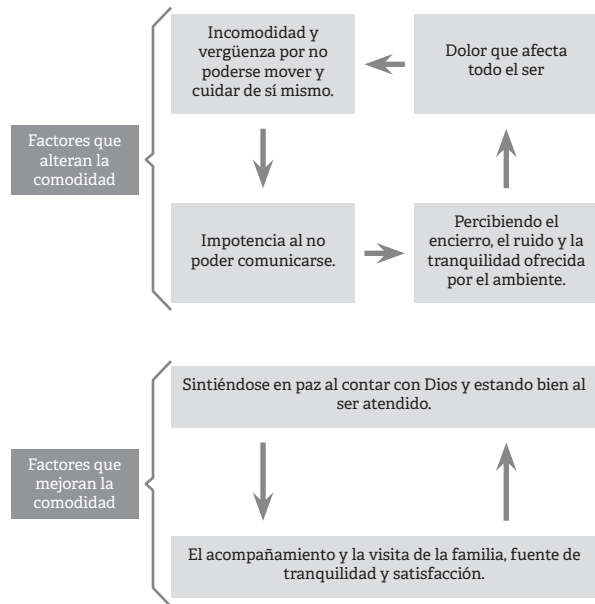 Incomodidad y
vergüenza por no
poderse mover y
cuidar de sí mismo.
Dolor que afecta
todo el ser
Factores que
alteran la
comodidad
Impotencia al no
poder comunicarse.
Percibiendo el
encierro, el ruido y la
tranquilidad ofrecida
por el ambiente.
Sintiéndose en paz al contar con Dios y estando bien al
ser atendido.
Factores que
mejoran la
comodidad
El acompañamiento y la visita de la familia, fuente de
tranquilidad y satisfacción.